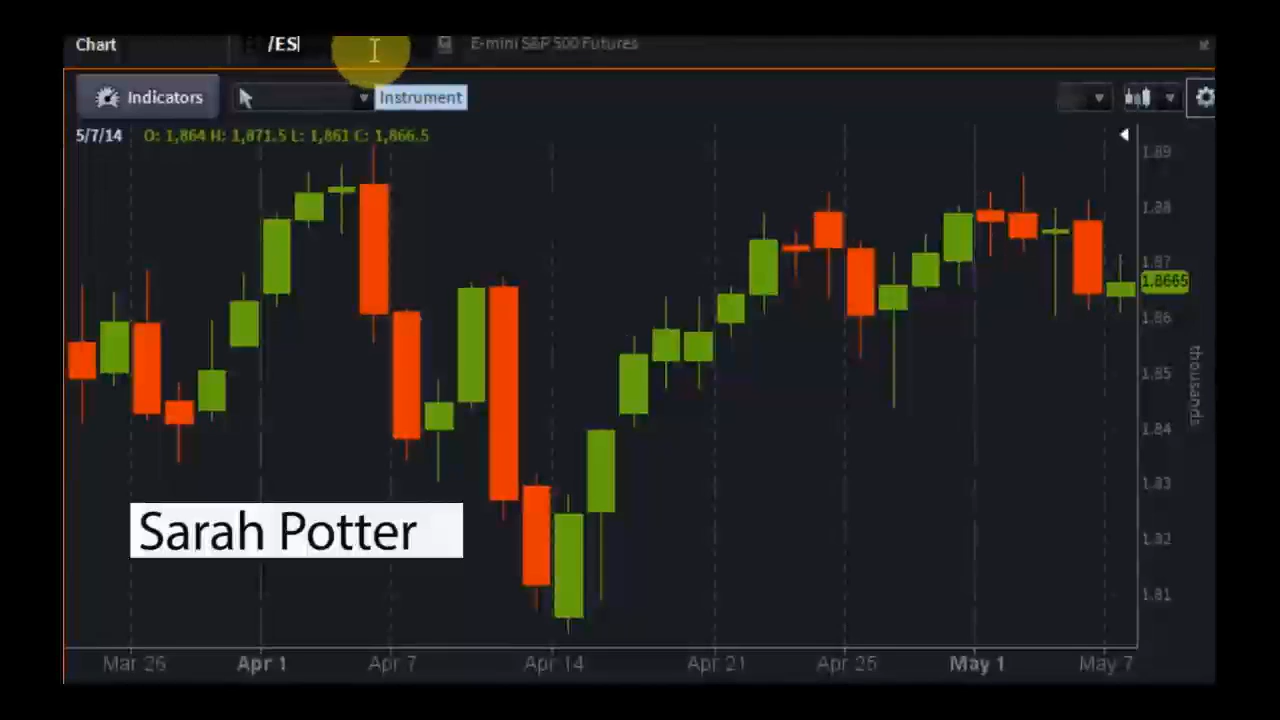 Chart /ES E-mini S&P 500 Futures
Indicators Instrument
5/7/14 O: 1,864 H: 1,871.5 L: 1,861 C: 1,866.5
1.89
1.88
1.87
1.8665
1.86
1.85
1.84
1.83
1.82
1.81
thousands
Sarah Potter
Mar 26 Apr 1 Apr 7 Apr 14 Apr 21 Apr 25 May 1 May 7